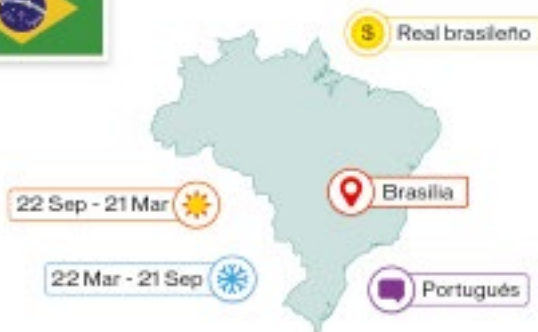 $ Real brasileño
Brasilia
22 Sep - 21 Mar
22 Mar - 21 Sep
Portugués